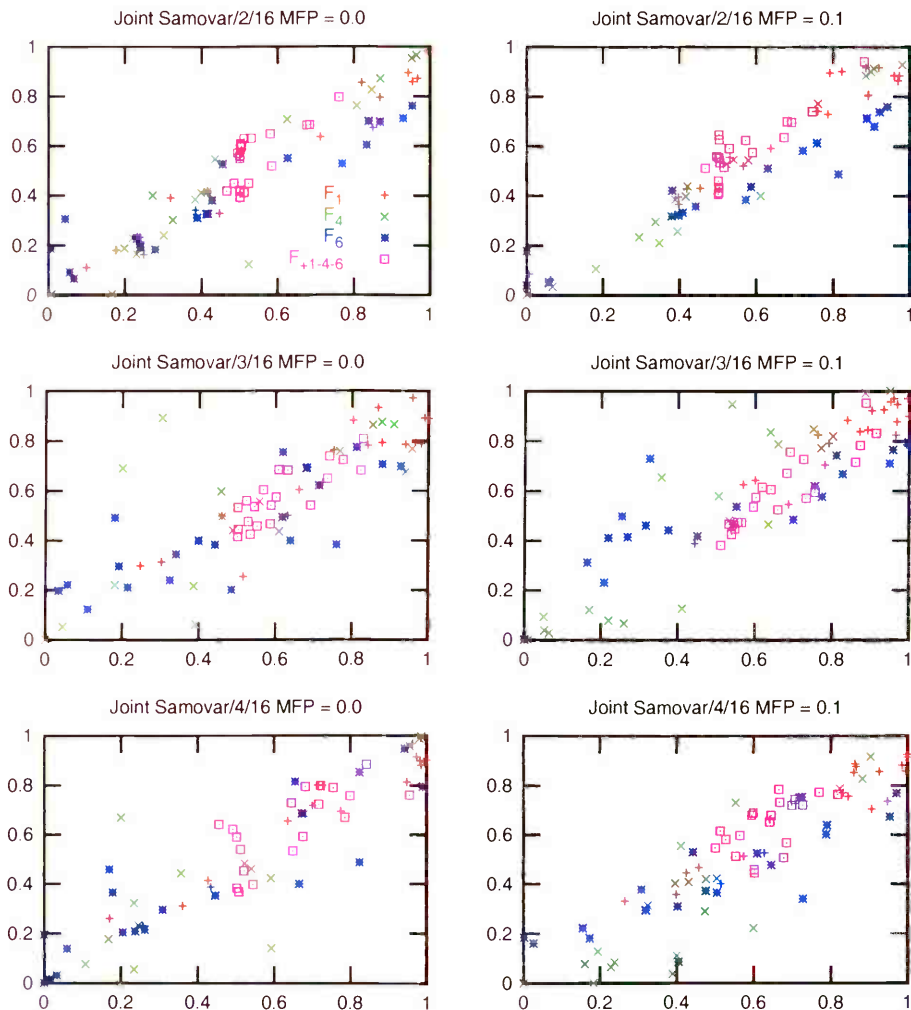 Joint Samovar/2/16 MFP = 0.0
1
0.8
0.6
0.4
0.2
0
0 0.2 0.4 0.6 0.8 1
F1
F4
F6
F+1-4-6
Joint Samovar/2/16 MFP = 0.1
1
0.8
0.6
0.4
0.2
0
0 0.2 0.4 0.6 0.8 1
Joint Samovar/3/16 MFP = 0.0
1
0.8
0.6
0.4
0.2
0
0 0.2 0.4 0.6 0.8 1
Joint Samovar/3/16 MFP = 0.1
1
0.8
0.6
0.4
0.2
0
0 0.2 0.4 0.6 0.8 1
Joint Samovar/4/16 MFP = 0.0
1
0.8
0.6
0.4
0.2
0
0 0.2 0.4 0.6 0.8 1
Joint Samovar/4/16 MFP = 0.1
1
0.8
0.6
0.4
0.2
0
0 0.2 0.4 0.6 0.8 1